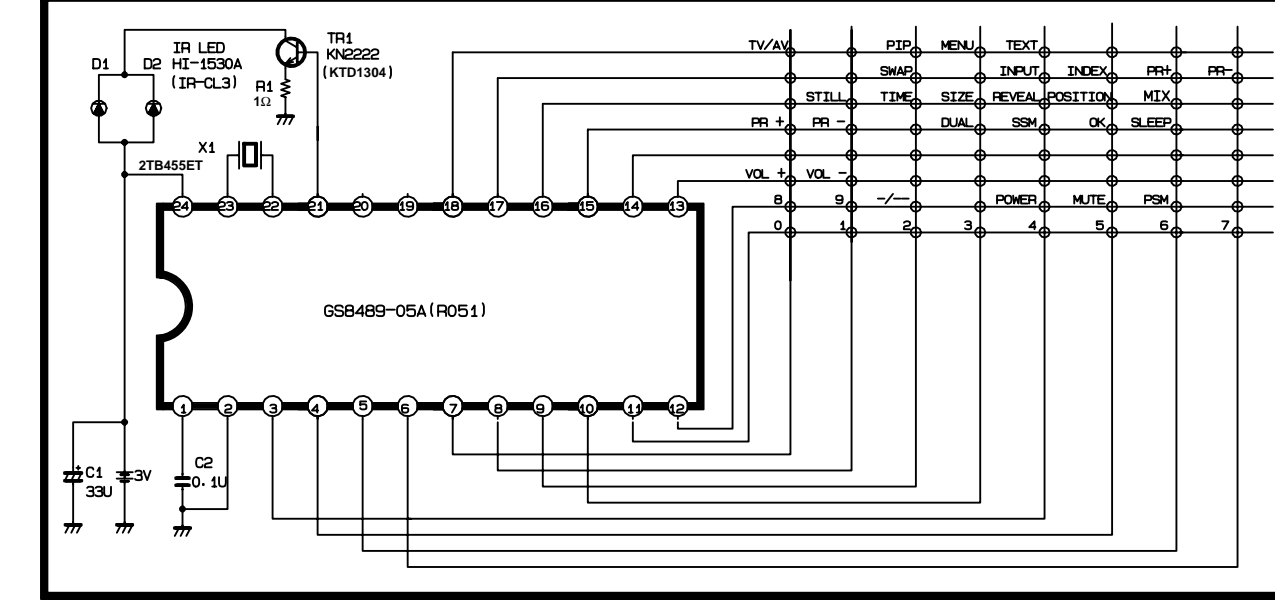 TR1
KN2222
(KTD1304)
IR LED
HI-1530A
(IR-CL3)
D1
D2
R1
1Ω
X1
2TB455ET
TV/AV PIP MENU TEXT
SWAP INPUT INDEX PR+ PR-
STILL TIME SIZE REVEAL POSITION MIX
PR + PR - DUAL SSM OK SLEEP
VOL + VOL -
8 9 -/-- POWER MUTE PSM
0 1 2 3 4 5 6 7
24 23 22 21 20 19 18 17 16 15 14 13
GS8489-05A(R051)
1 2 3 4 5 6 7 8 9 10 11 12
C1
33U
+
3V
C2
0.1U